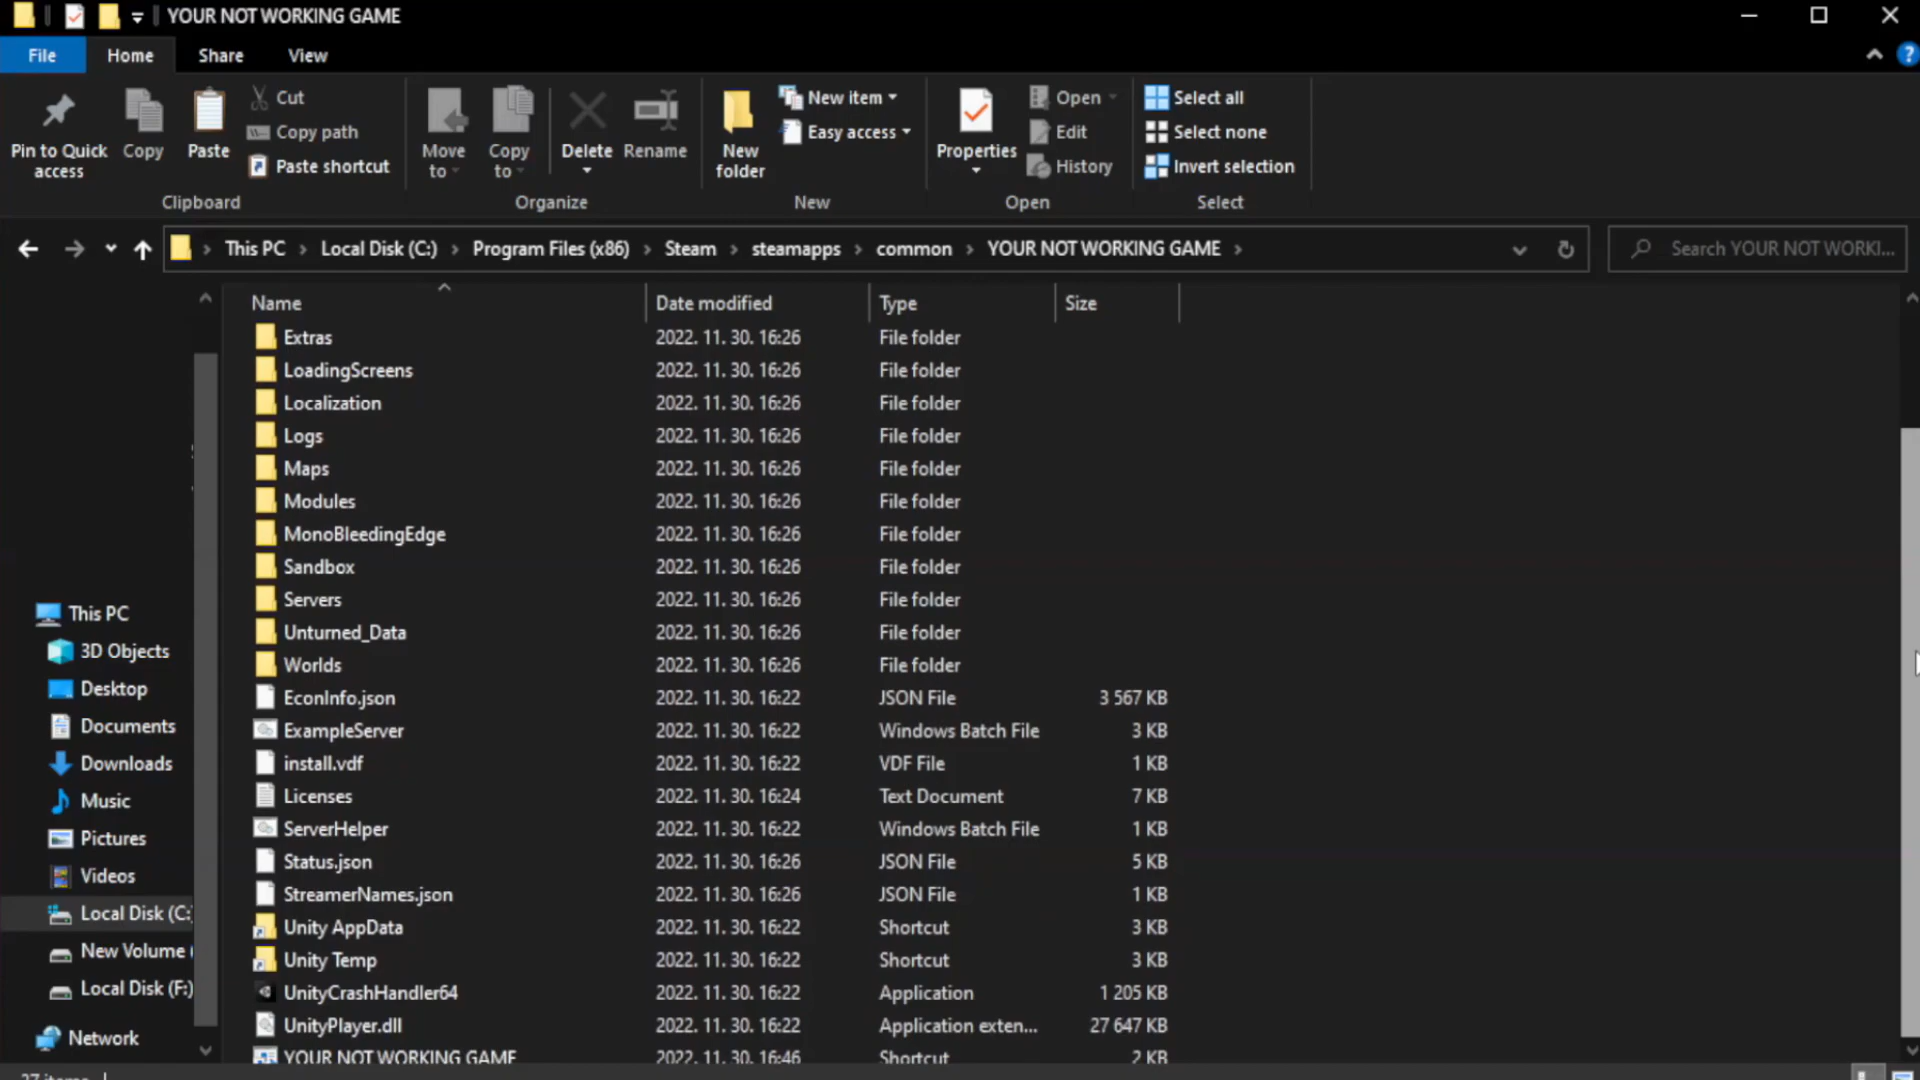 YOUR NOT WORKING GAME
File Home Share View
Pin to Quick access
Copy
Paste
Cut
Copy path
Paste shortcut
Clipboard
Move to
Copy to
Delete
Rename
Organize
New folder
New item
Easy access
New
Properties
Open
Edit
History
Open
Select all
Select none
Invert selection
Select
This PC > Local Disk (C:) > Program Files (x86) > Steam > steamapps > common > YOUR NOT WORKING GAME >
Search YOUR NOT WORKI...
Name Date modified Type Size
Extras 2022. 11. 30. 16:26 File folder
LoadingScreens 2022. 11. 30. 16:26 File folder
Localization 2022. 11. 30. 16:26 File folder
Logs 2022. 11. 30. 16:26 File folder
Maps 2022. 11. 30. 16:26 File folder
Modules 2022. 11. 30. 16:26 File folder
MonoBleedingEdge 2022. 11. 30. 16:26 File folder
Sandbox 2022. 11. 30. 16:26 File folder
Servers 2022. 11. 30. 16:26 File folder
Unturned_Data 2022. 11. 30. 16:26 File folder
Worlds 2022. 11. 30. 16:26 File folder
EconInfo.json 2022. 11. 30. 16:22 JSON File 3 567 KB
ExampleServer 2022. 11. 30. 16:22 Windows Batch File 3 KB
install.vdf 2022. 11. 30. 16:22 VDF File 1 KB
Licenses 2022. 11. 30. 16:24 Text Document 7 KB
ServerHelper 2022. 11. 30. 16:22 Windows Batch File 1 KB
Status.json 2022. 11. 30. 16:26 JSON File 5 KB
StreamerNames.json 2022. 11. 30. 16:26 JSON File 1 KB
Unity AppData 2022. 11. 30. 16:22 Shortcut 3 KB
Unity Temp 2022. 11. 30. 16:22 Shortcut 3 KB
UnityCrashHandler64 2022. 11. 30. 16:22 Application 1 205 KB
UnityPlayer.dll 2022. 11. 30. 16:22 Application exten... 27 647 KB
YOUR NOT WORKING GAME 2022. 11. 30. 16:46 Shortcut 2 KB
This PC
3D Objects
Desktop
Documents
Downloads
Music
Pictures
Videos
Local Disk (C:)
New Volume (
Local Disk (F:)
Network
27 items